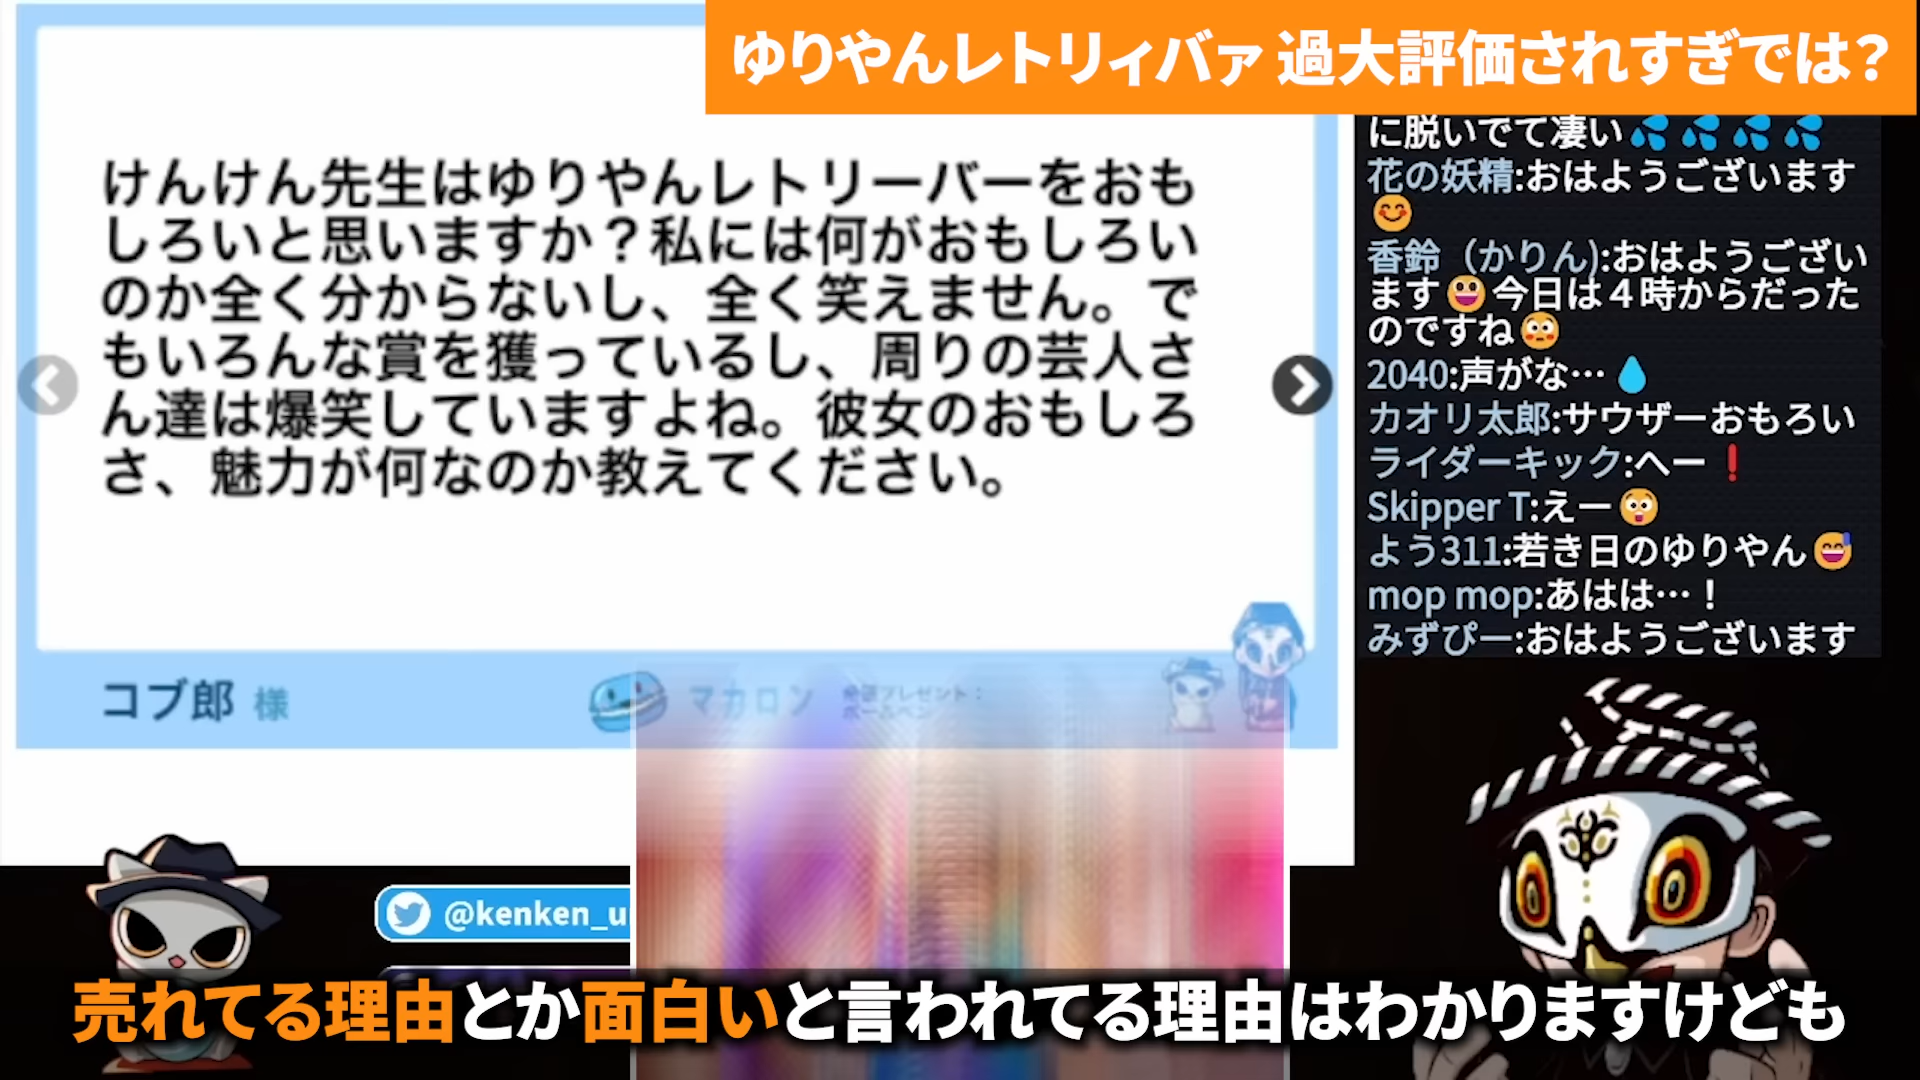 ゆりやんレトリィバァ 過大評価されすぎでは?
けんけん先生はゆりやんレトリーバーをおも
しろいと思いますか？私には何がおもしろい
のか全く分からないし、全く笑えません。で
もいろんな賞を獲っているし、周りの芸人さ
ん達は爆笑していますよね。彼女のおもしろ
さ、魅力が何なのか教えてください。
コブ郎 様
マカロン
に脱いでて凄い💦💦💦💦
花の妖精:おはようございます
😊
香鈴（かりん):おはようござい
ます😃今日は４時からだった
のですね😳
2040:声がな…💧
カオリ太郎:サウザーおもろい
ライダーキック:へー❗
Skipper T:えー😲
よう311:若き日のゆりやん😅
mop mop:あはは…！
みずぴー:おはようございます
@kenken_u
売れてる理由とか面白いと言われてる理由はわかりますけども